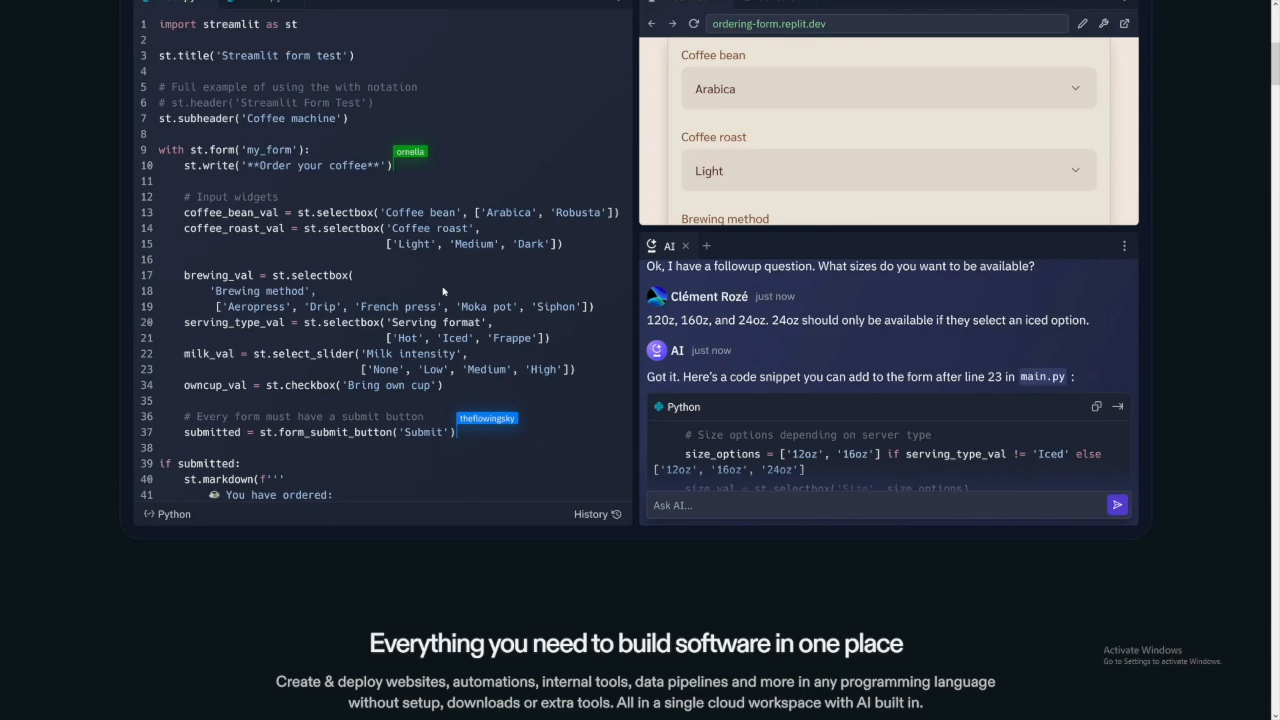 1 import streamlit as st
2
3 st.title('Streamlit form test')
4
5 # Full example of using the with notation
6 # st.header('Streamlit Form Test')
7 st.subheader('Coffee machine')
8
9 with st.form('my_form'):
ornella
10 st.write('**Order your coffee**')
11
12 # Input widgets
13 coffee_bean_val = st.selectbox('Coffee bean', ['Arabica', 'Robusta'])
14 coffee_roast_val = st.selectbox('Coffee roast',
15 ['Light', 'Medium', 'Dark'])
16
17 brewing_val = st.selectbox(
18 'Brewing method',
19 ['Aeropress', 'Drip', 'French press', 'Moka pot', 'Siphon'])
20 serving_type_val = st.selectbox('Serving format',
21 ['Hot', 'Iced', 'Frappe'])
22 milk_val = st.select_slider('Milk intensity',
23 ['None', 'Low', 'Medium', 'High'])
34 owncup_val = st.checkbox('Bring own cup')
35
36 # Every form must have a submit button
theflowingsky
37 submitted = st.form_submit_button('Submit')
38
39 if submitted:
40 st.markdown(f'''
41 ☕ You have ordered:
Python
History
ordering-form.replit.dev
Coffee bean
Arabica
Coffee roast
Light
Brewing method
AI
Ok, I have a followup question. What sizes do you want to be available?
Clément Rozé just now
120z, 160z, and 24oz. 24oz should only be available if they select an iced option.
AI just now
Got it. Here's a code snippet you can add to the form after line 23 in main.py :
Python
# Size options depending on server type
size_options = ['12oz', '16oz'] if serving_type_val != 'Iced' else
['12oz', '16oz', '24oz']
size_val = st.selectbox('Size', size_options)
Ask AI...
Everything you need to build software in one place
Create & deploy websites, automations, internal tools, data pipelines and more in any programming language
without setup, downloads or extra tools. All in a single cloud workspace with AI built in.
Activate Windows
Go to Settings to activate Windows.